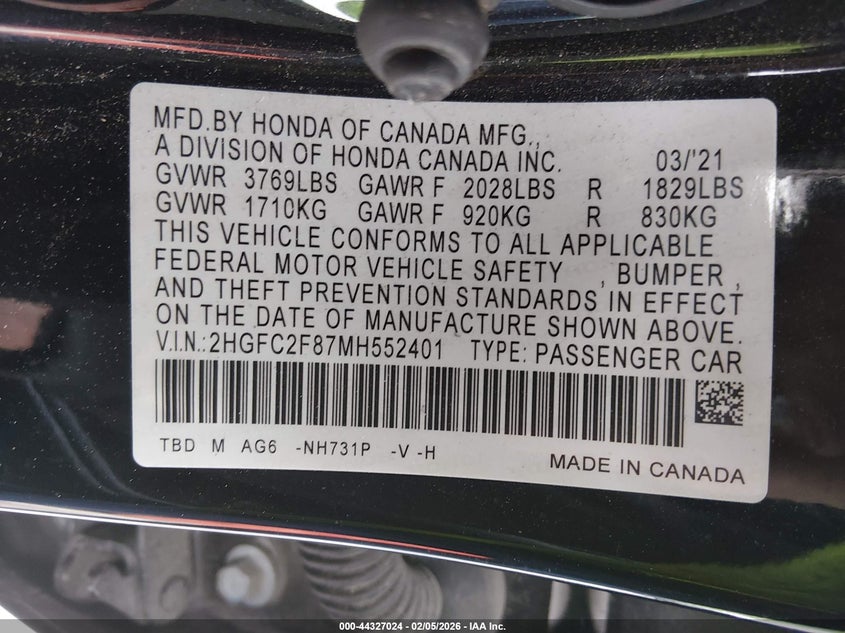 MFD.BY HONDA OF CANADA MFG.,
A DIVISION OF HONDA CANADA INC. 03/'21
GVWR 3769LBS GAWR F 2028LBS R 1829LBS
GVWR 1710KG GAWR F 920KG R 830KG
THIS VEHICLE CONFORMS TO ALL APPLICABLE
FEDERAL MOTOR VEHICLE SAFETY , BUMPER ,
AND THEFT PREVENTION STANDARDS IN EFFECT
ON THE DATE OF MANUFACTURE SHOWN ABOVE.
V.I.N.:2HGFC2F87MH552401 TYPE: PASSENGER CAR
TBD M AG6 -NH731P -V -H
MADE IN CANADA
000-44327024 - 02/05/2026 - IAA Inc.